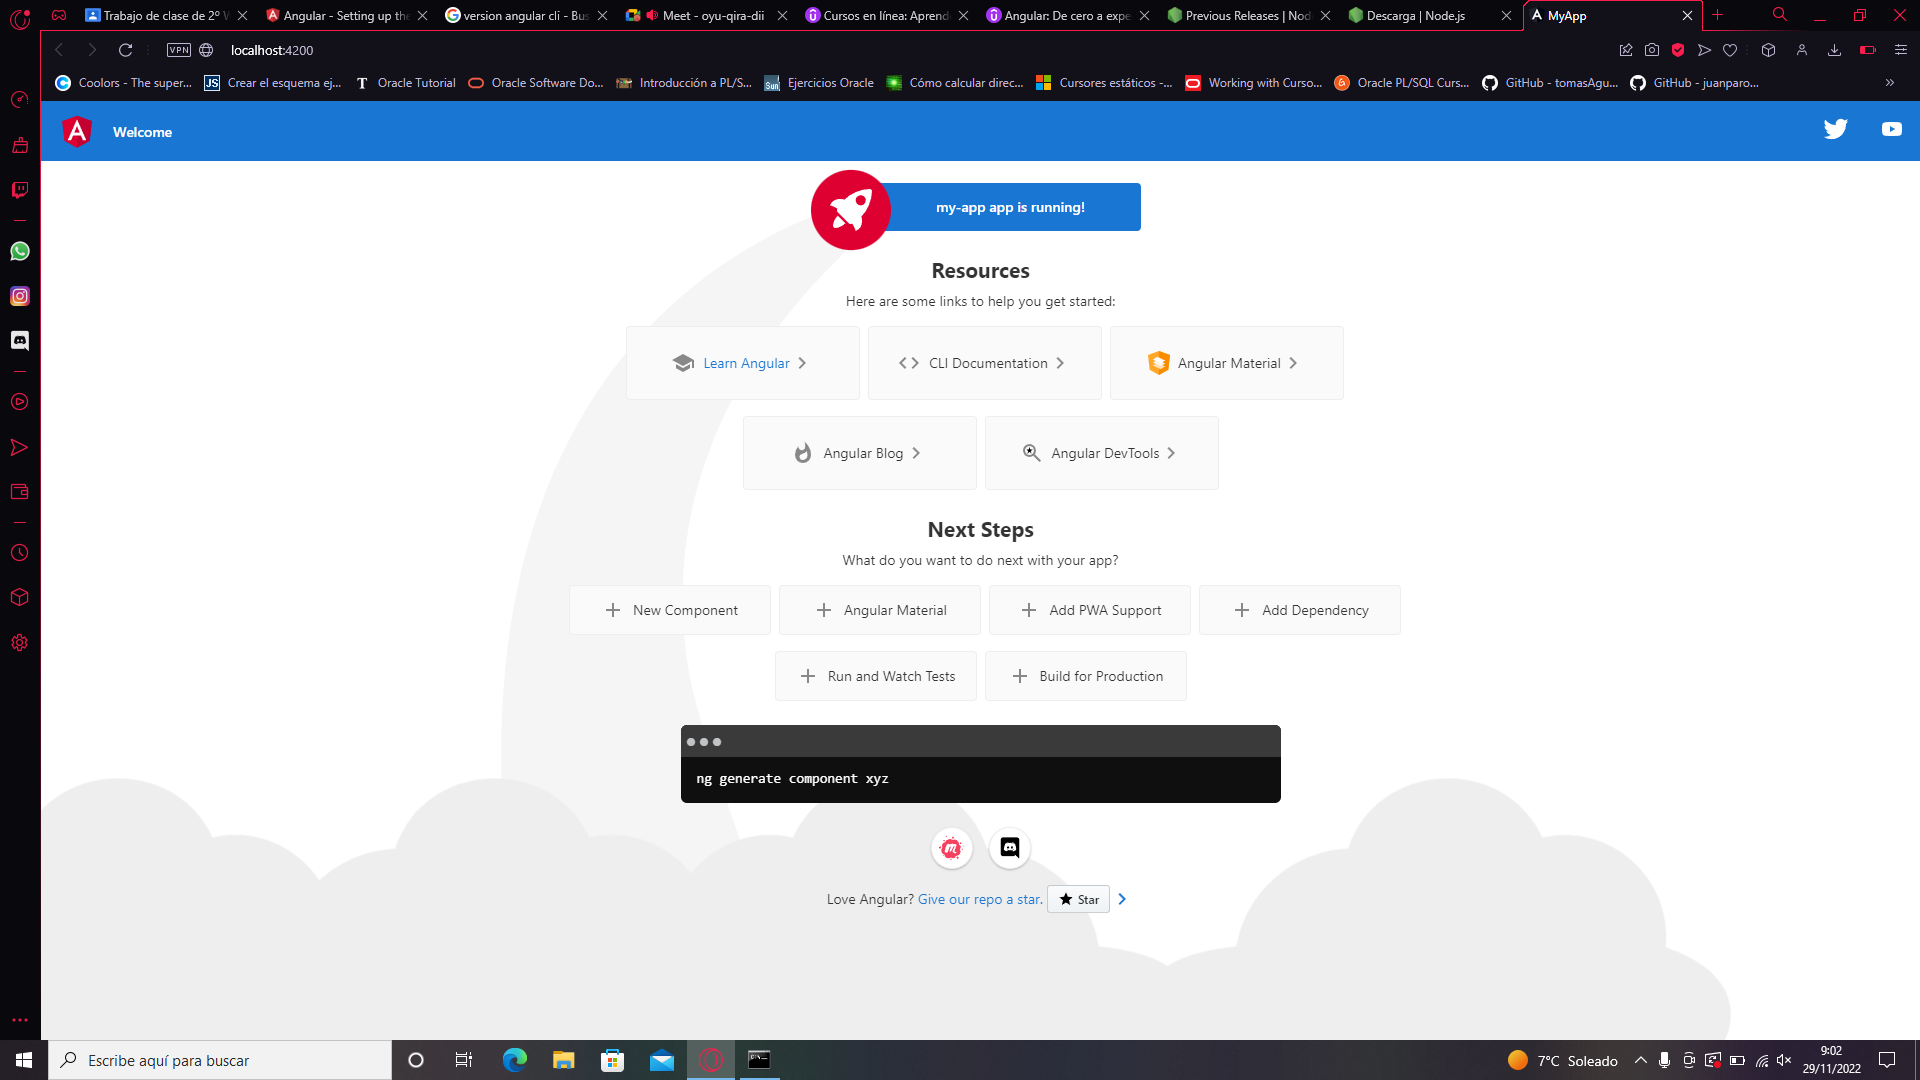 Trabajo de clase de 2º W
Angular - Setting up the
version angular cli - Bus
Meet - oyu-qira-dii
Cursos en línea: Aprend
Angular: De cero a expe
Previous Releases | Nod
Descarga | Node.js
MyApp
VPN
localhost:4200
Coolors - The super...
JS Crear el esquema ej...
T Oracle Tutorial
Oracle Software Do...
Introducción a PL/S...
Sun Ejercicios Oracle
Cómo calcular direc...
Cursores estáticos -...
Working with Curso...
Oracle PL/SQL Curs...
GitHub - tomasAgu...
GitHub - juanparo...
Welcome
my-app app is running!
Resources
Here are some links to help you get started:
Learn Angular
CLI Documentation
Angular Material
Angular Blog
Angular DevTools
Next Steps
What do you want to do next with your app?
New Component
Angular Material
Add PWA Support
Add Dependency
Run and Watch Tests
Build for Production
ng generate component xyz
Love Angular? Give our repo a star. Star
Escribe aquí para buscar
7°C Soleado
9:02
29/11/2022